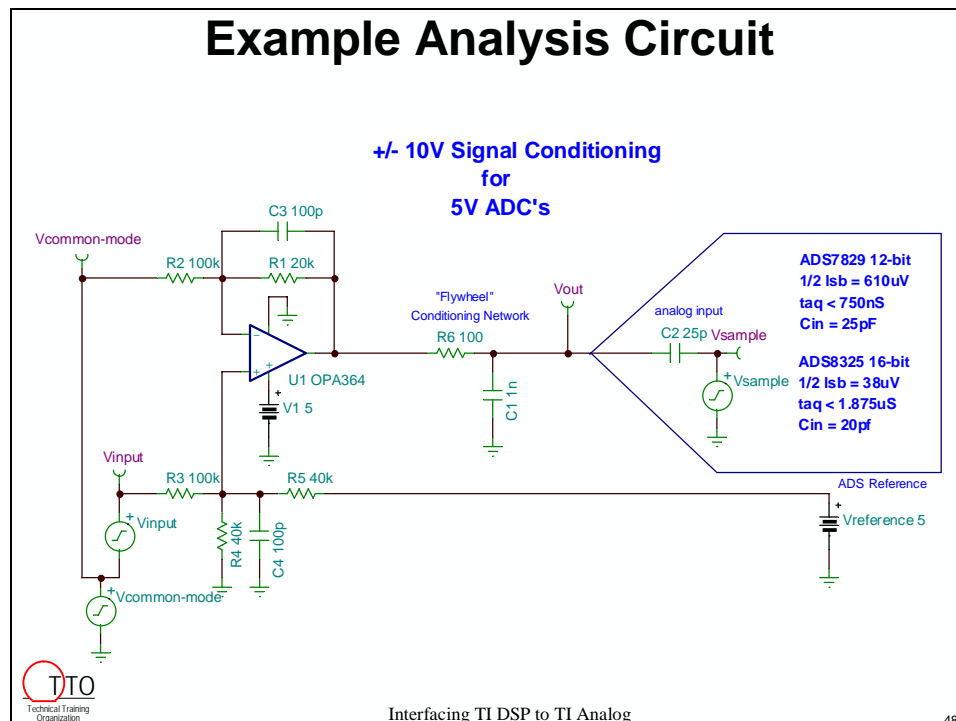 Example Analysis Circuit
+/- 10V Signal Conditioning
for
5V ADC's
C3 100p
Vcommon-mode
R2 100k
R1 20k
"Flywheel"
Conditioning Network
Vout
analog input
ADS7829 12-bit
1/2 lsb = 610uV
taq < 750nS
Cin = 25pF
R6 100
C2 25p
Vsample
ADS8325 16-bit
1/2 lsb = 38uV
taq < 1.875uS
Cin = 20pf
U1 OPA364
+
Vsample
C1 1n
+
V1 5
Vinput
R3 100k
R5 40k
ADS Reference
+
Vinput
R4 40k
C4 100p
+
Vreference 5
+
Vcommon-mode
TTO
Technical Training
Organization
Interfacing TI DSP to TI Analog
48